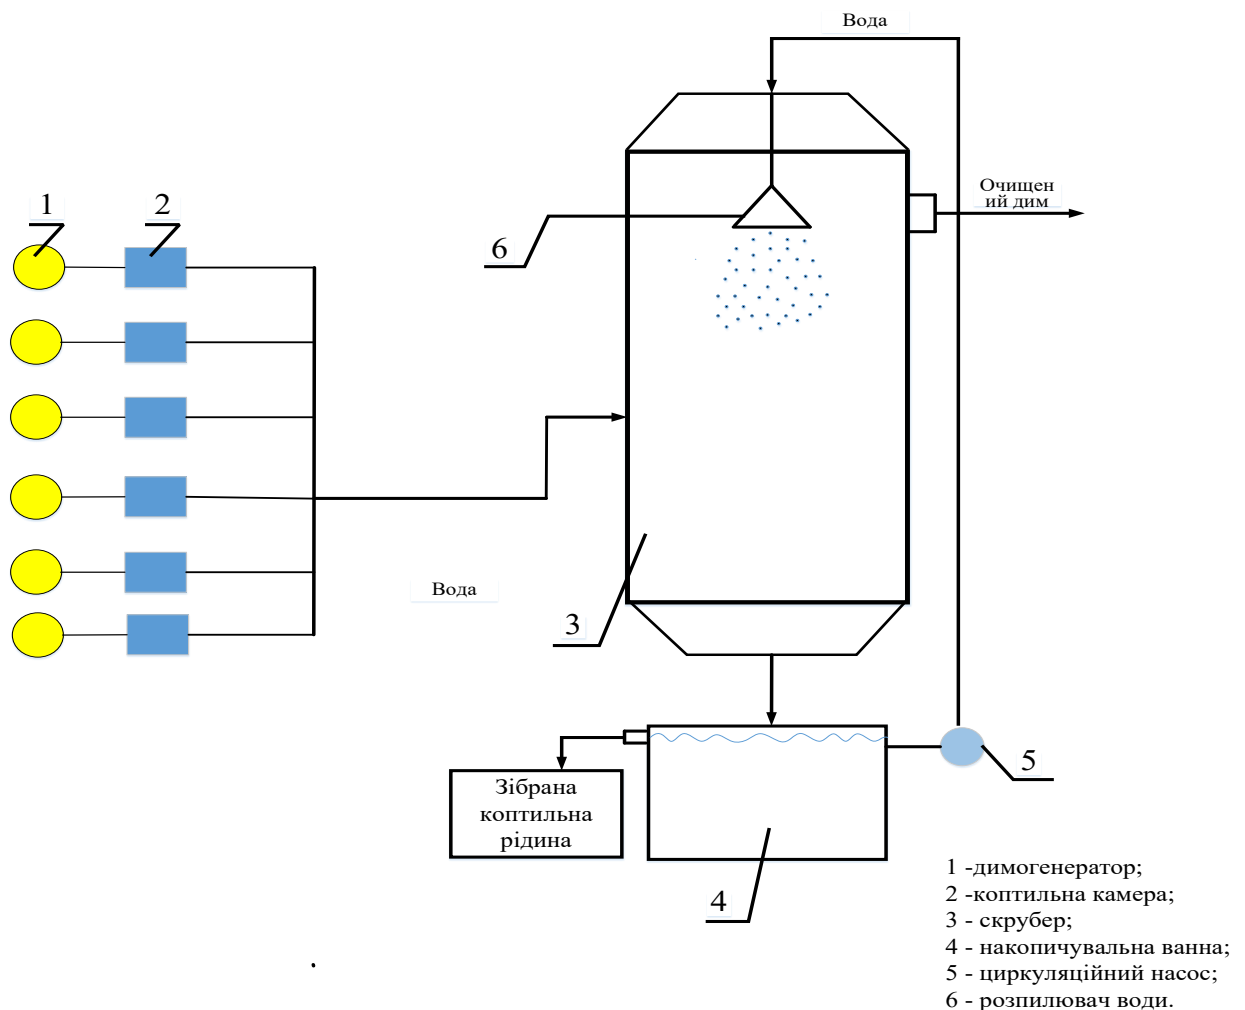 Вода
Очищен
ий дим
1
2
6
Вода
3
5
Зібрана
коптильна
рідина
4
1 -димогенератор;
2 -коптильна камера;
3 - скрубер;
4 - накопичувальна ванна;
5 - циркуляційний насос;
6 - розпилювач води.